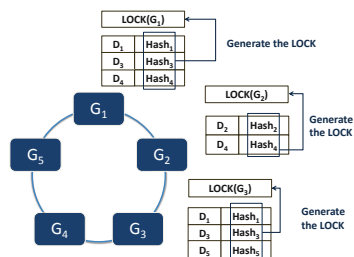 LOCK(G₁)
Generate the LOCK
D₁ Hash₁
D₃ Hash₃
D₄ Hash₄
G₁
G₂
G₃
G₄
G₅
LOCK(G₂)
D₂ Hash₂
D₄ Hash₄
Generate
the LOCK
LOCK(G₃)
D₁ Hash₁
D₃ Hash₃
D₅ Hash₅
Generate
the LOCK